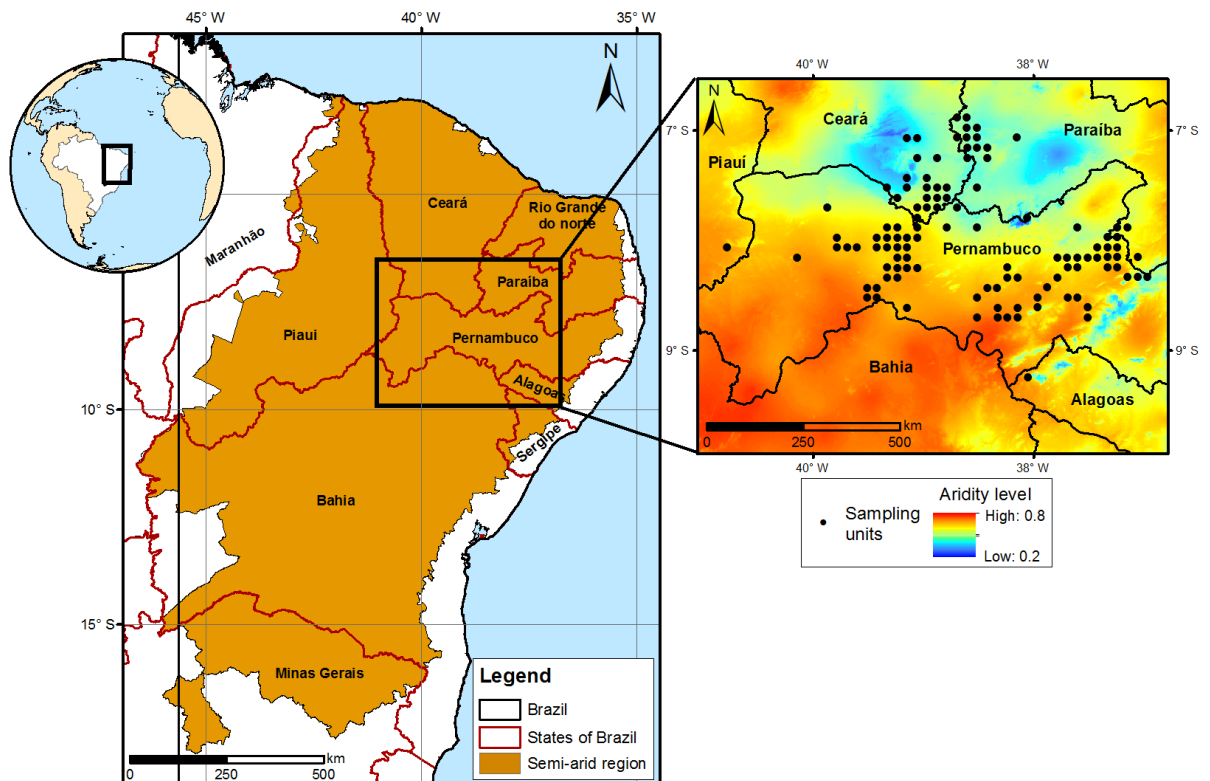 45° W
40° W
35° W
N
Maranhão
Ceará
Rio Grande
do norte
Paraíba
Piaui
Pernambuco
Alagoa
10° S
Sergipe
Bahia
15° S
Minas Gerais
Legend
Brazil
States of Brazil
Semi-arid region
km
0
250
500
40° W
38° W
N
Ceará
Paraíba
7° S
7° S
Piauí
Pernambuco
9° S
9° S
Bahia
Alagoas
km
0
250
500
40° W
38° W
Sampling
units
Aridity level
High: 0.8
Low: 0.2